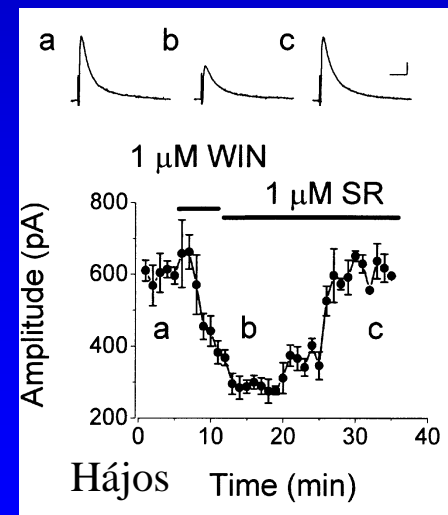 a b c
1 μM WIN
1 μM SR
800
600
400
200
Amplitude (pA)
a b c
0 10 20 30 40
Hájos Time (min)